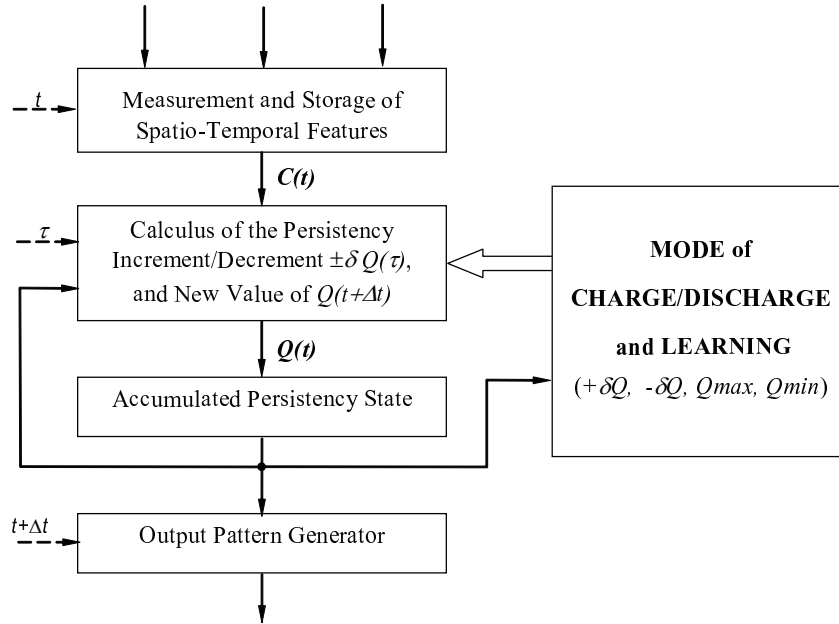 Measurement and Storage of
Spatio-Temporal Features
t
C(t)
Calculus of the Persistency
Increment/Decrement ±δ Q(τ),
and New Value of Q(t+Δt)
τ
Q(t)
Accumulated Persistency State
MODE of
CHARGE/DISCHARGE
and LEARNING
(+δQ, -δQ, Qmax, Qmin)
t+Δt
Output Pattern Generator